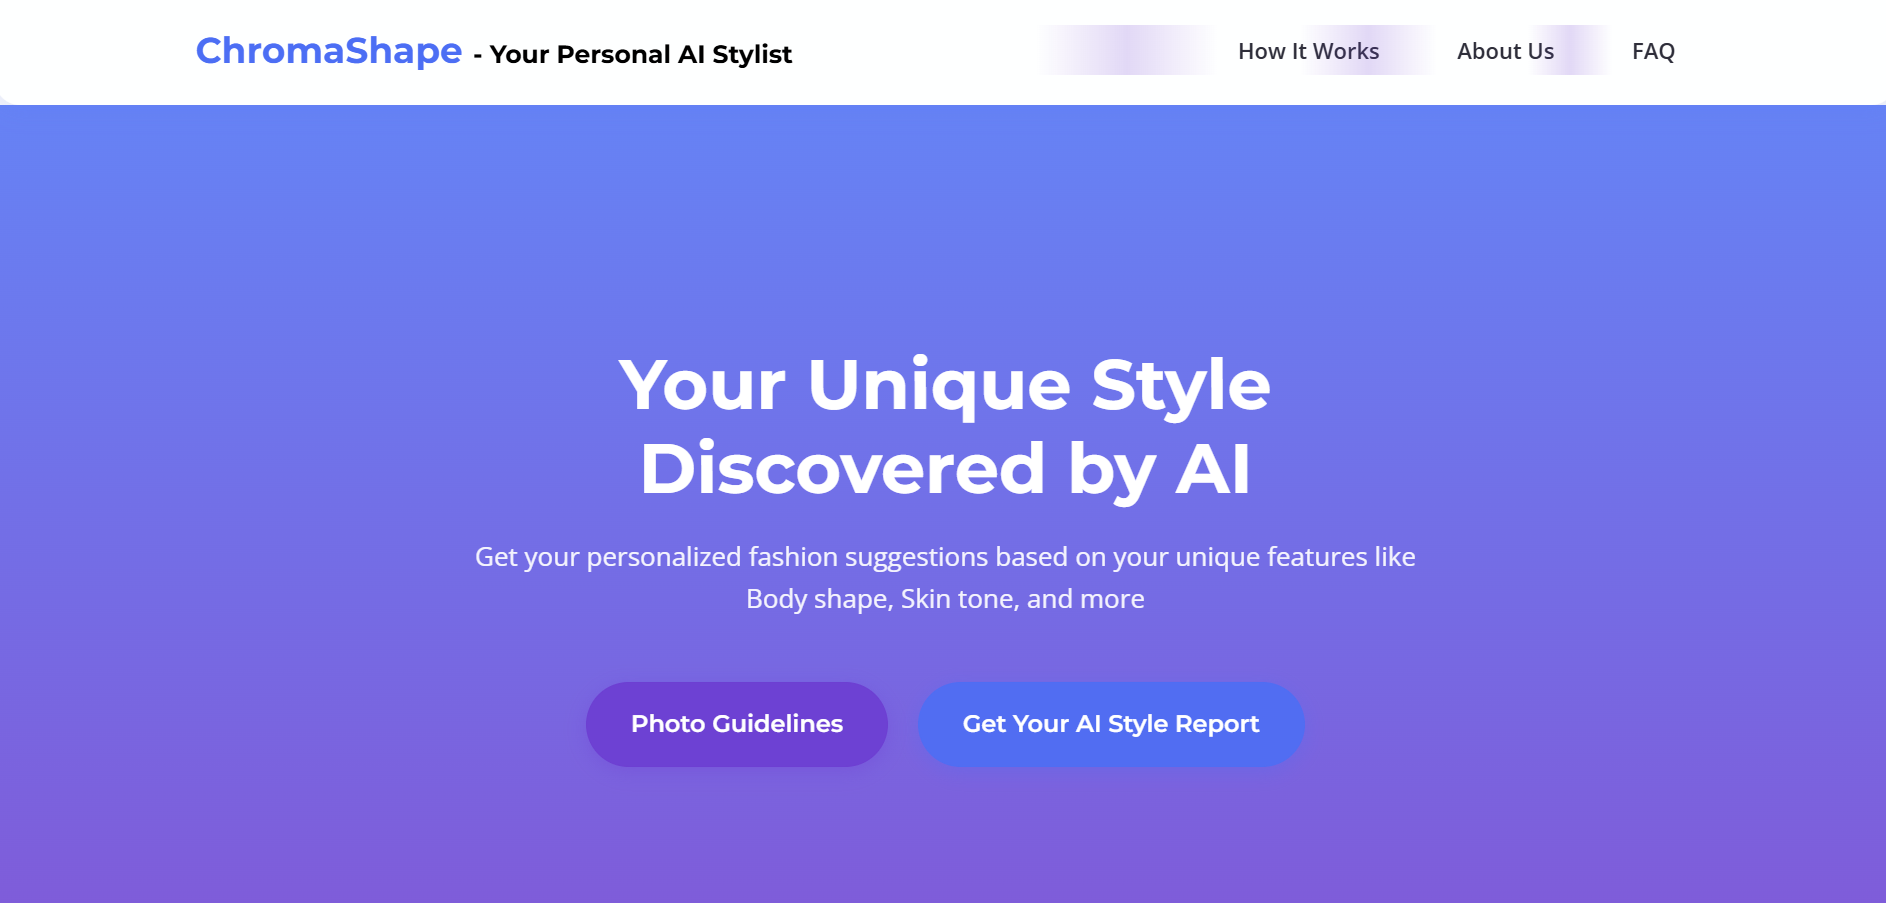 ChromaShape - Your Personal AI Stylist
How It Works
About Us
FAQ
Your Unique Style
Discovered by AI
Get your personalized fashion suggestions based on your unique features like
Body shape, Skin tone, and more
Photo Guidelines
Get Your AI Style Report